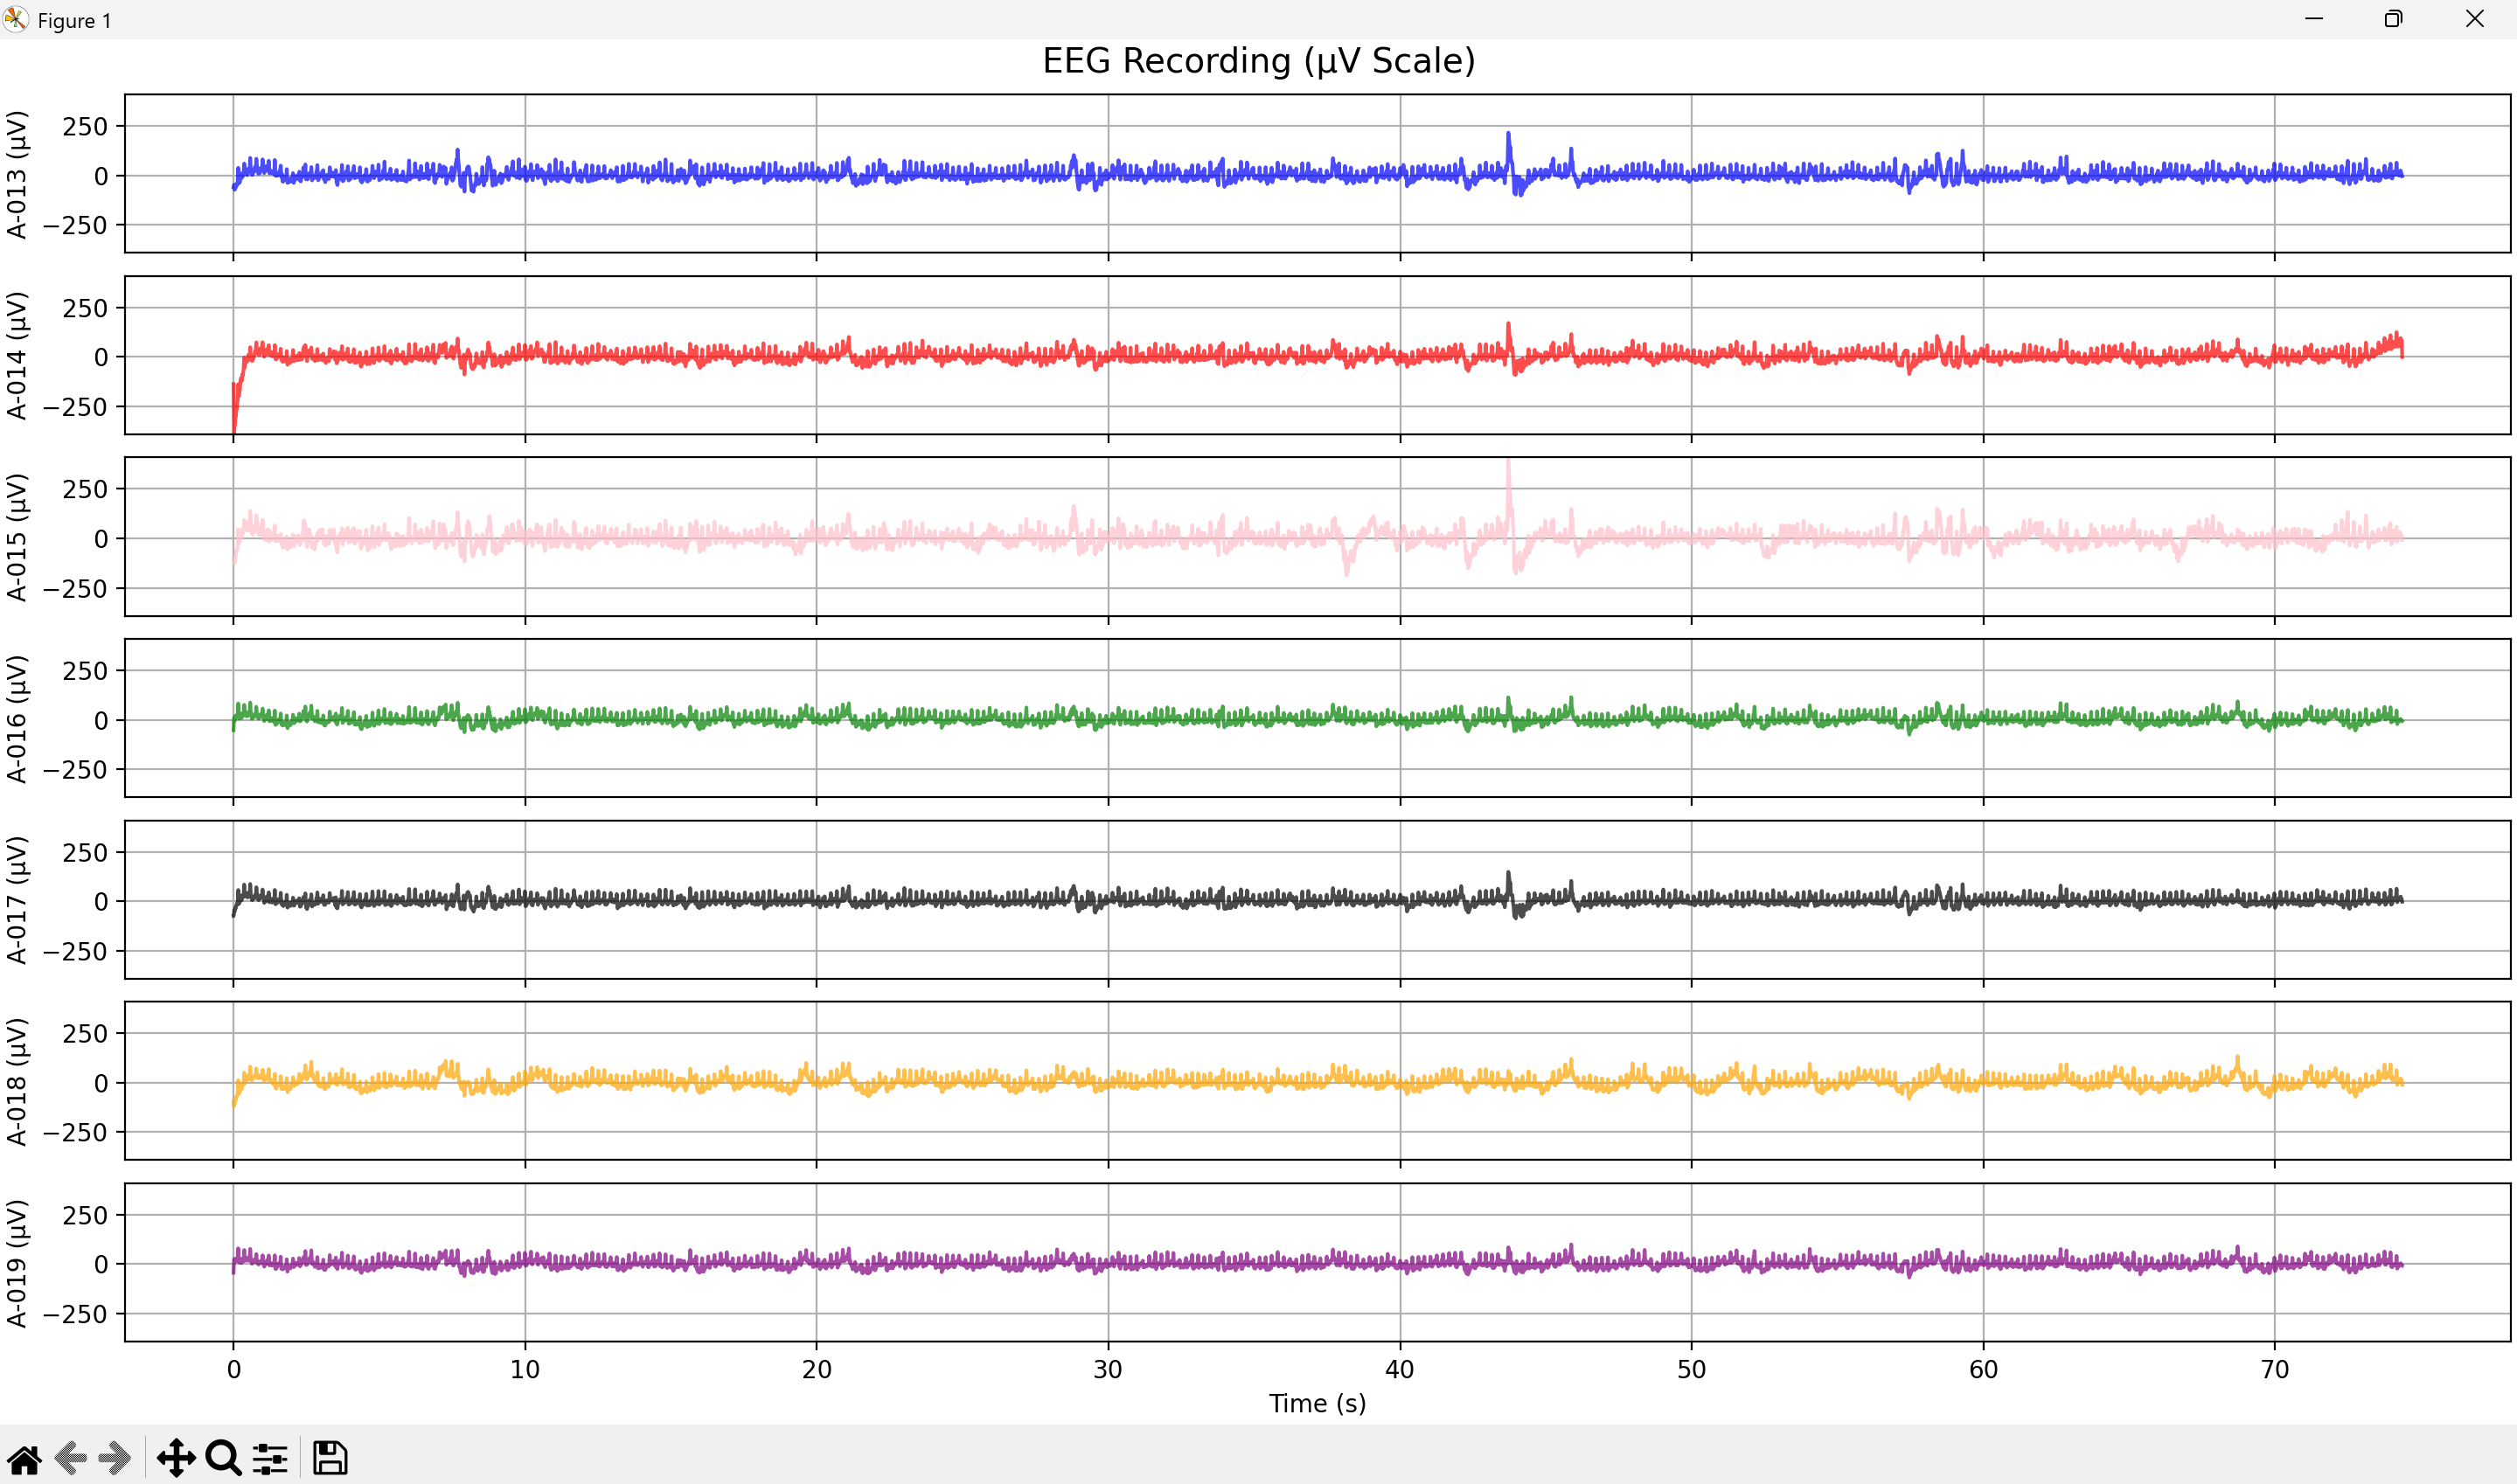 Figure 1
EEG Recording (µV Scale)
A-013 (µV)
250
0
−250
A-014 (µV)
250
0
−250
A-015 (µV)
250
0
−250
A-016 (µV)
250
0
−250
A-017 (µV)
250
0
−250
A-018 (µV)
250
0
−250
A-019 (µV)
250
0
−250
0 10 20 30 40 50 60 70
Time (s)